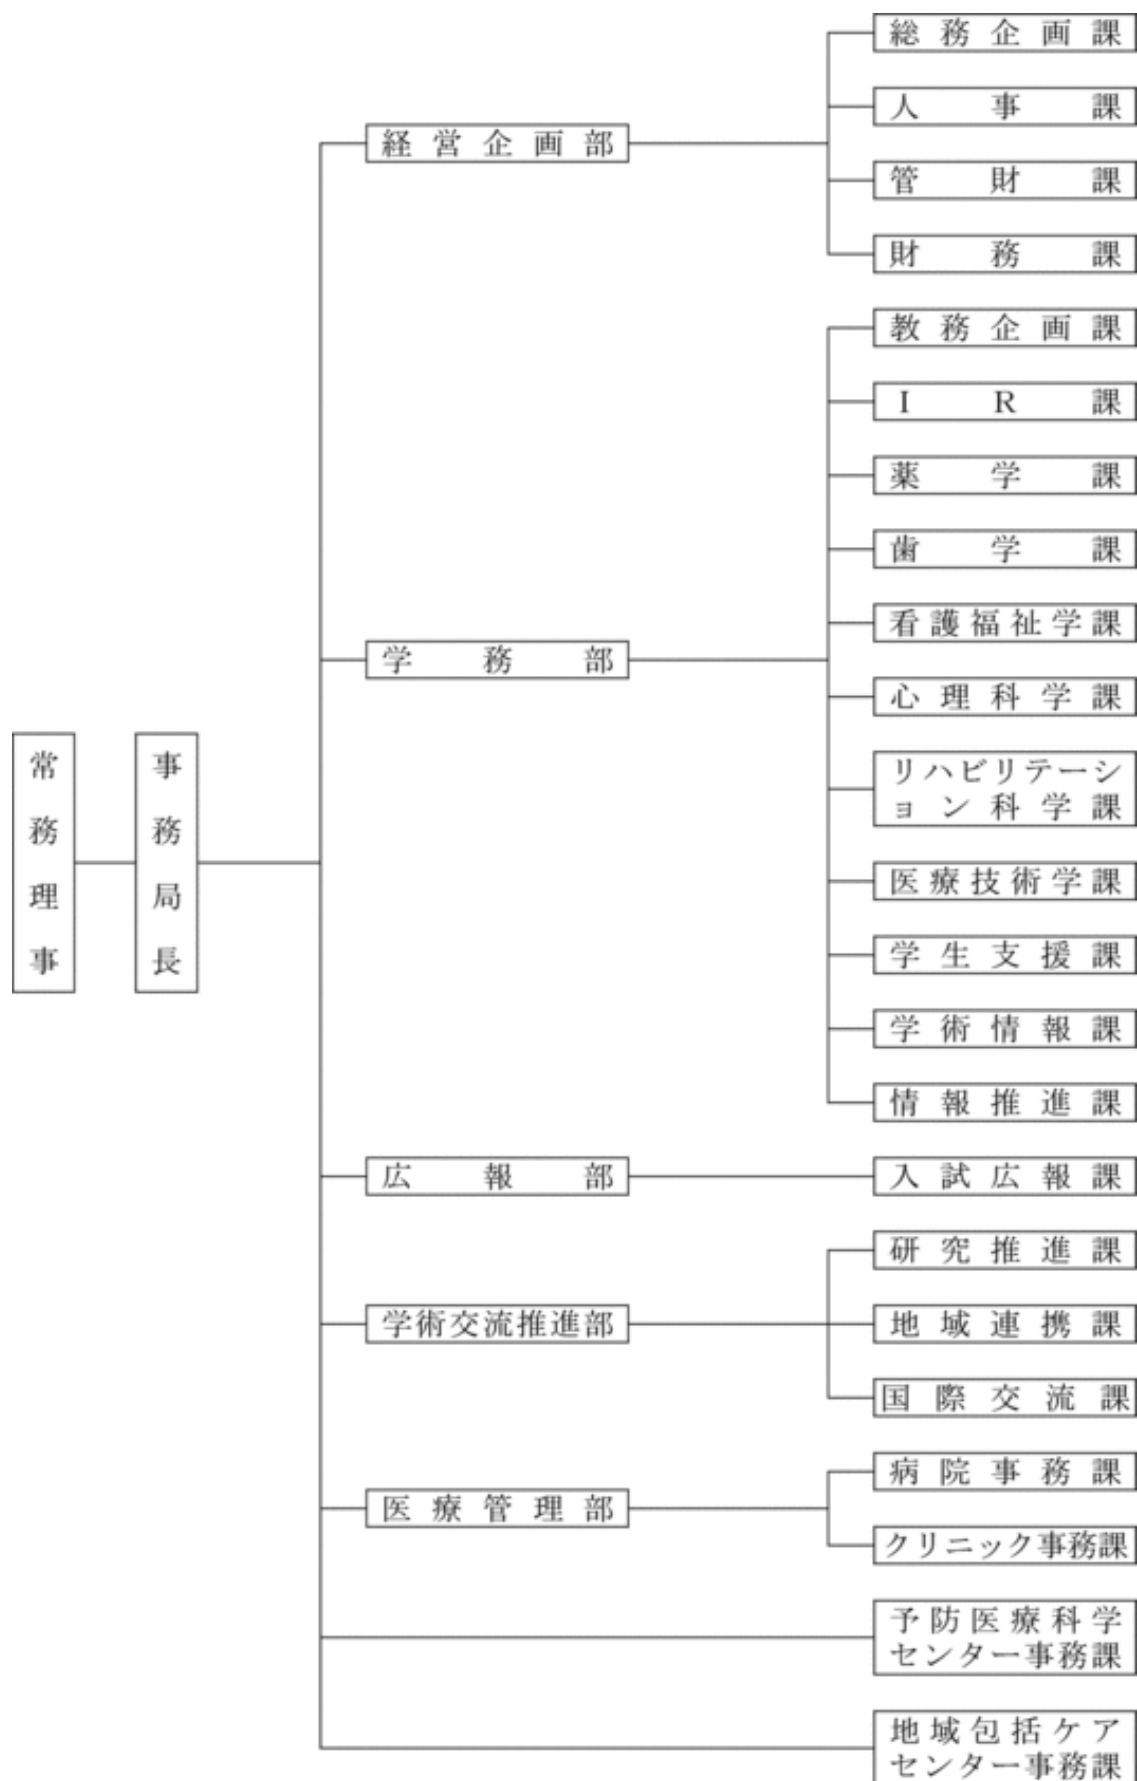 常務理事
事務局長
経営企画部
総務企画課
人事課
管財課
財務課
学務部
教務企画課
IR課
薬学課
歯学課
看護福祉学課
心理科学課
リハビリテーシ
ョン科学課
医療技術学課
学生支援課
学術情報課
情報推進課
広報部
入試広報課
学術交流推進部
研究推進課
地域連携課
国際交流課
医療管理部
病院事務課
クリニック事務課
予防医療科学
センター事務課
地域包括ケア
センター事務課